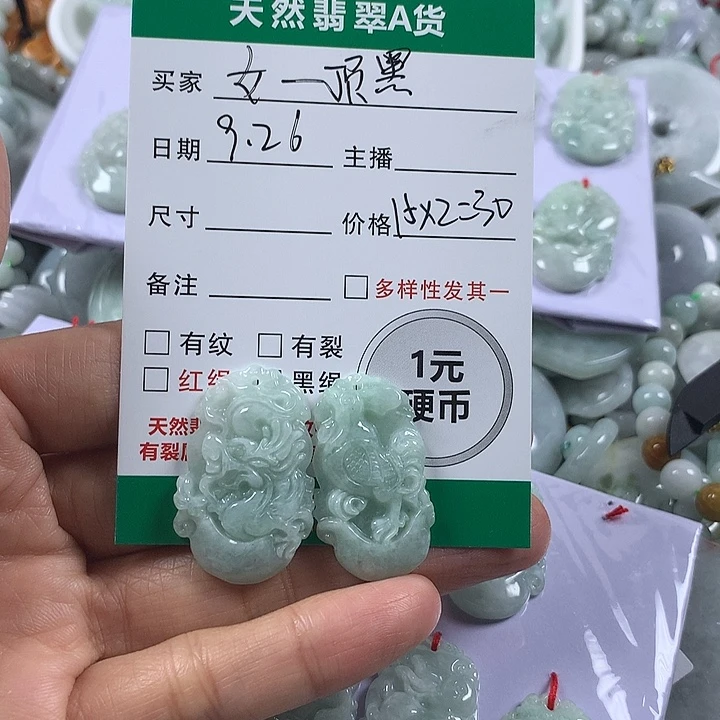 天然翡翠A货
买家 女一顶黑
日期 9.26 主播
尺寸 价格 15x2=30
备注 □ 多样性发其一
□ 有纹 □ 有裂
□ 红绳 黑绳
1元
硬币
天然翡
有裂